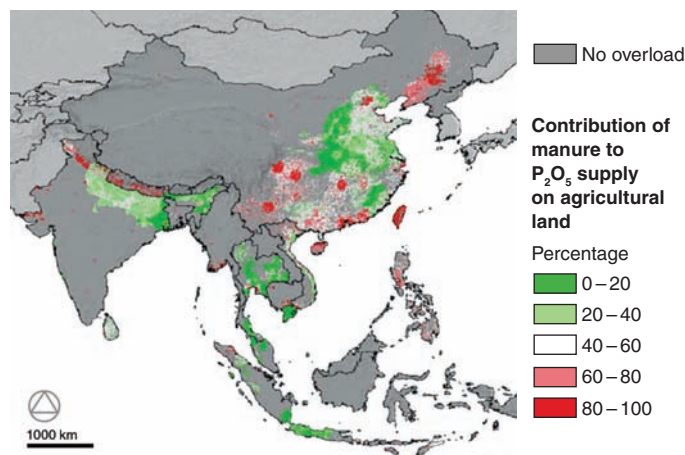 No overload
Contribution of
manure to
P₂O₅ supply
on agricultural
land
Percentage
0–20
20–40
40–60
60–80
80–100
1000 km